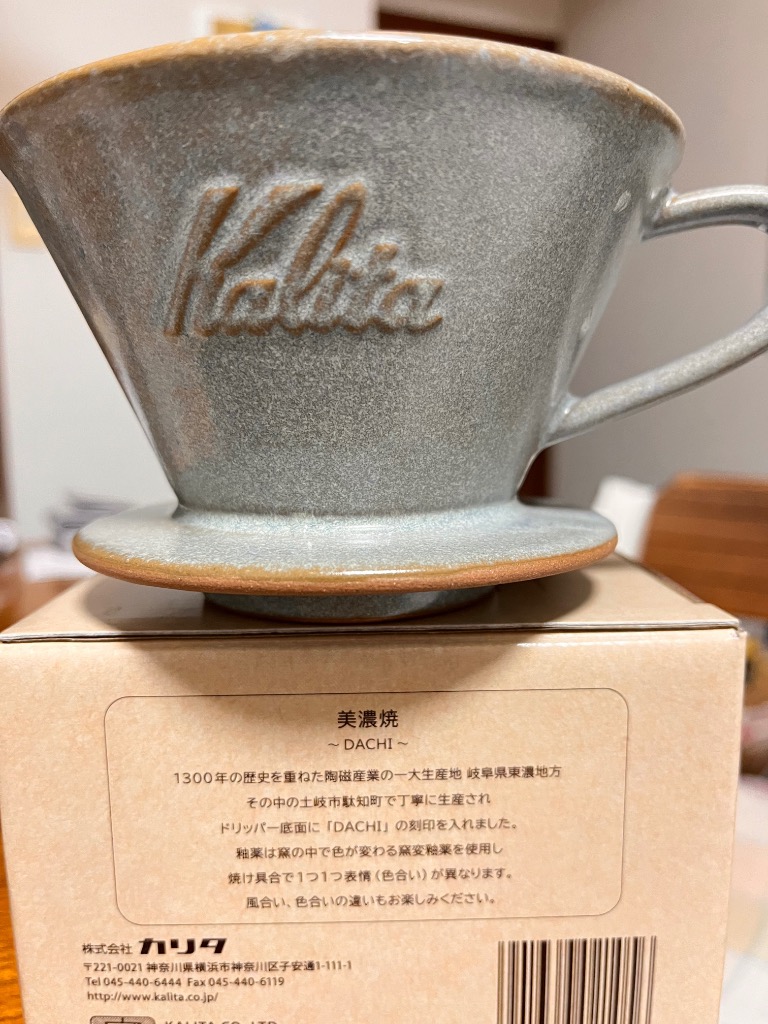 Kalita
美濃焼
~ DACHI ~
1300年の歴史を重ねた陶磁産業の一大生産地 岐阜県東濃地方
その中の土岐市駄知町で丁寧に生産され
ドリッパー底面に「DACHI」の刻印を入れました。
釉薬は窯の中で色が変わる窯変釉薬を使用し
焼け具合で1つ1つ表情(色合い)が異なります。
風合い、色合いの違いもお楽しみください。
株式会社 カリタ
〒221-0021 神奈川県横浜市神奈川区子安通1-111-1
Tel 045-440-6444 Fax 045-440-6119
http://www.kalita.co.jp/
KALITA CO., LTD.